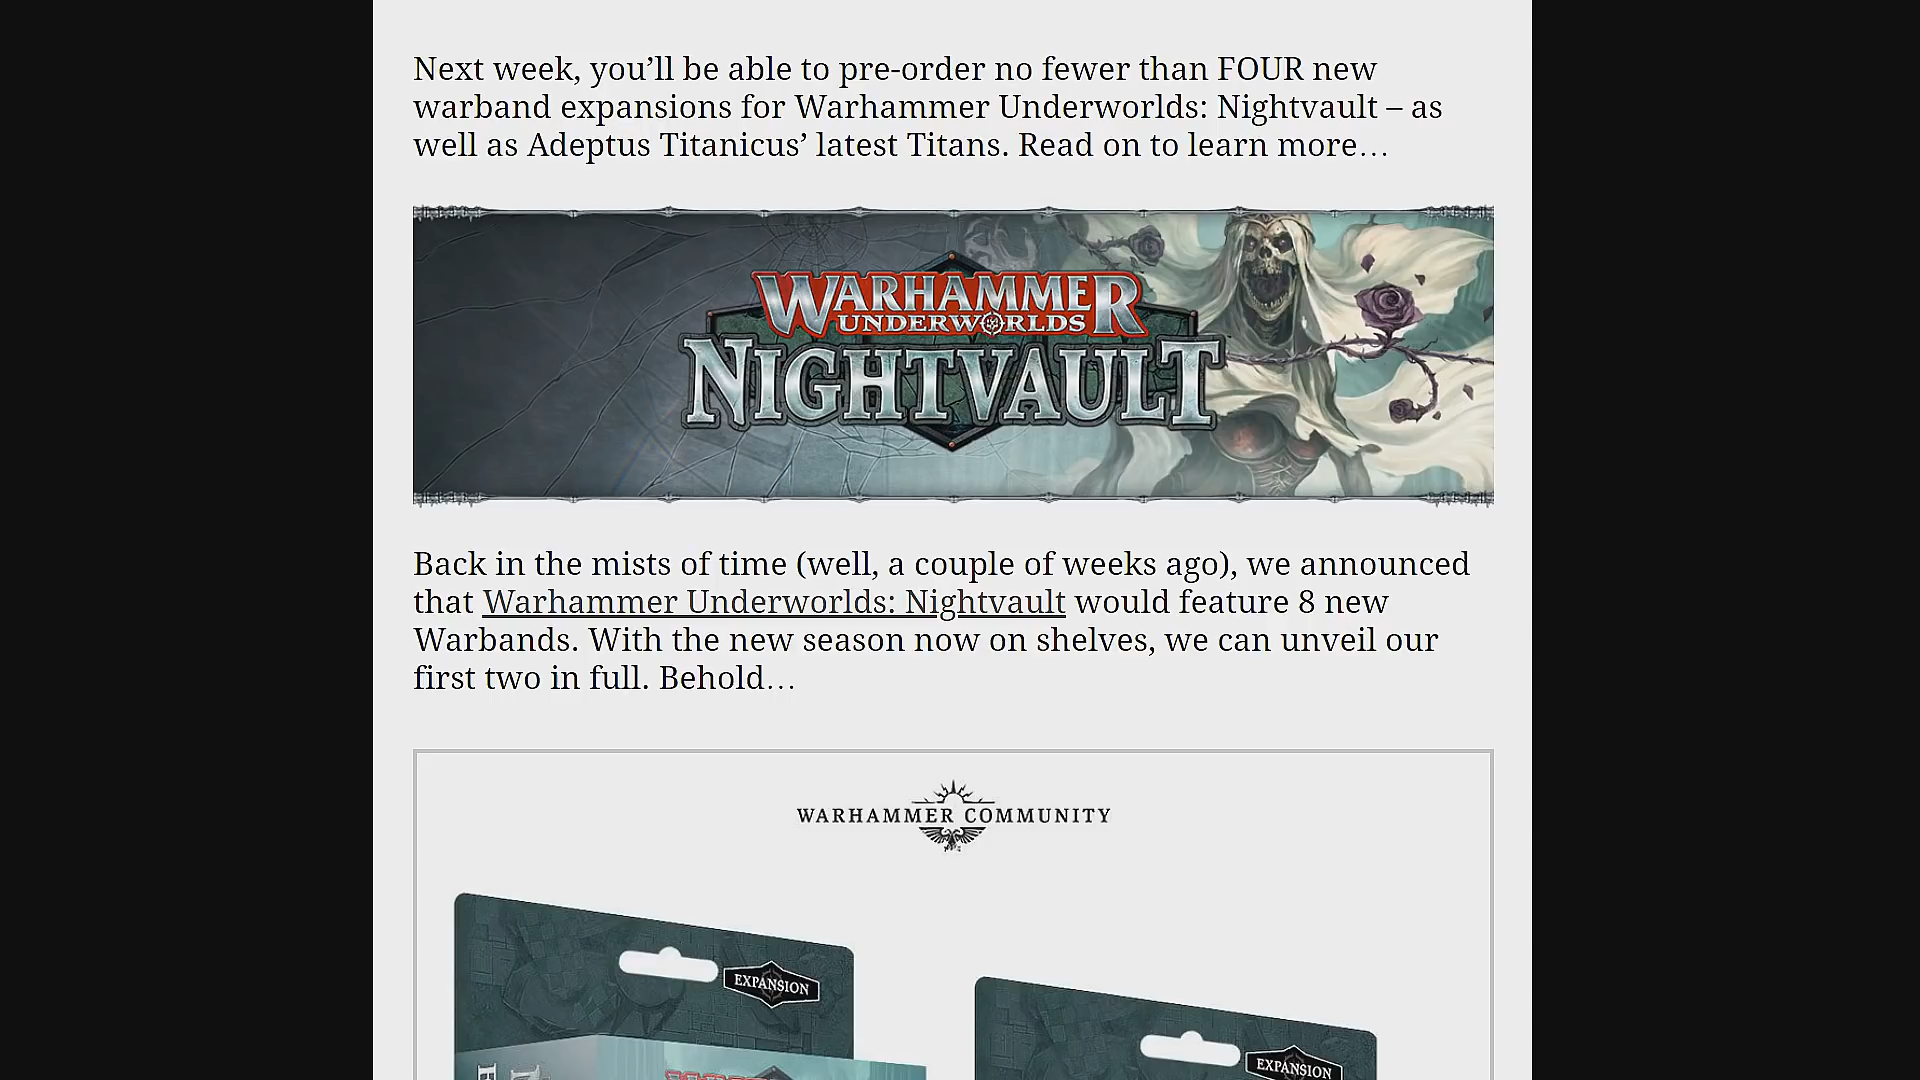 Next week, you’ll be able to pre-order no fewer than FOUR new
warband expansions for Warhammer Underworlds: Nightvault – as
well as Adeptus Titanicus’ latest Titans. Read on to learn more…
WARHAMMER
UNDERWORLDS
NIGHTVAULT
Back in the mists of time (well, a couple of weeks ago), we announced
that Warhammer Underworlds: Nightvault would feature 8 new
Warbands. With the new season now on shelves, we can unveil our
first two in full. Behold…
WARHAMMER COMMUNITY
EXPANSION
EXPANSION